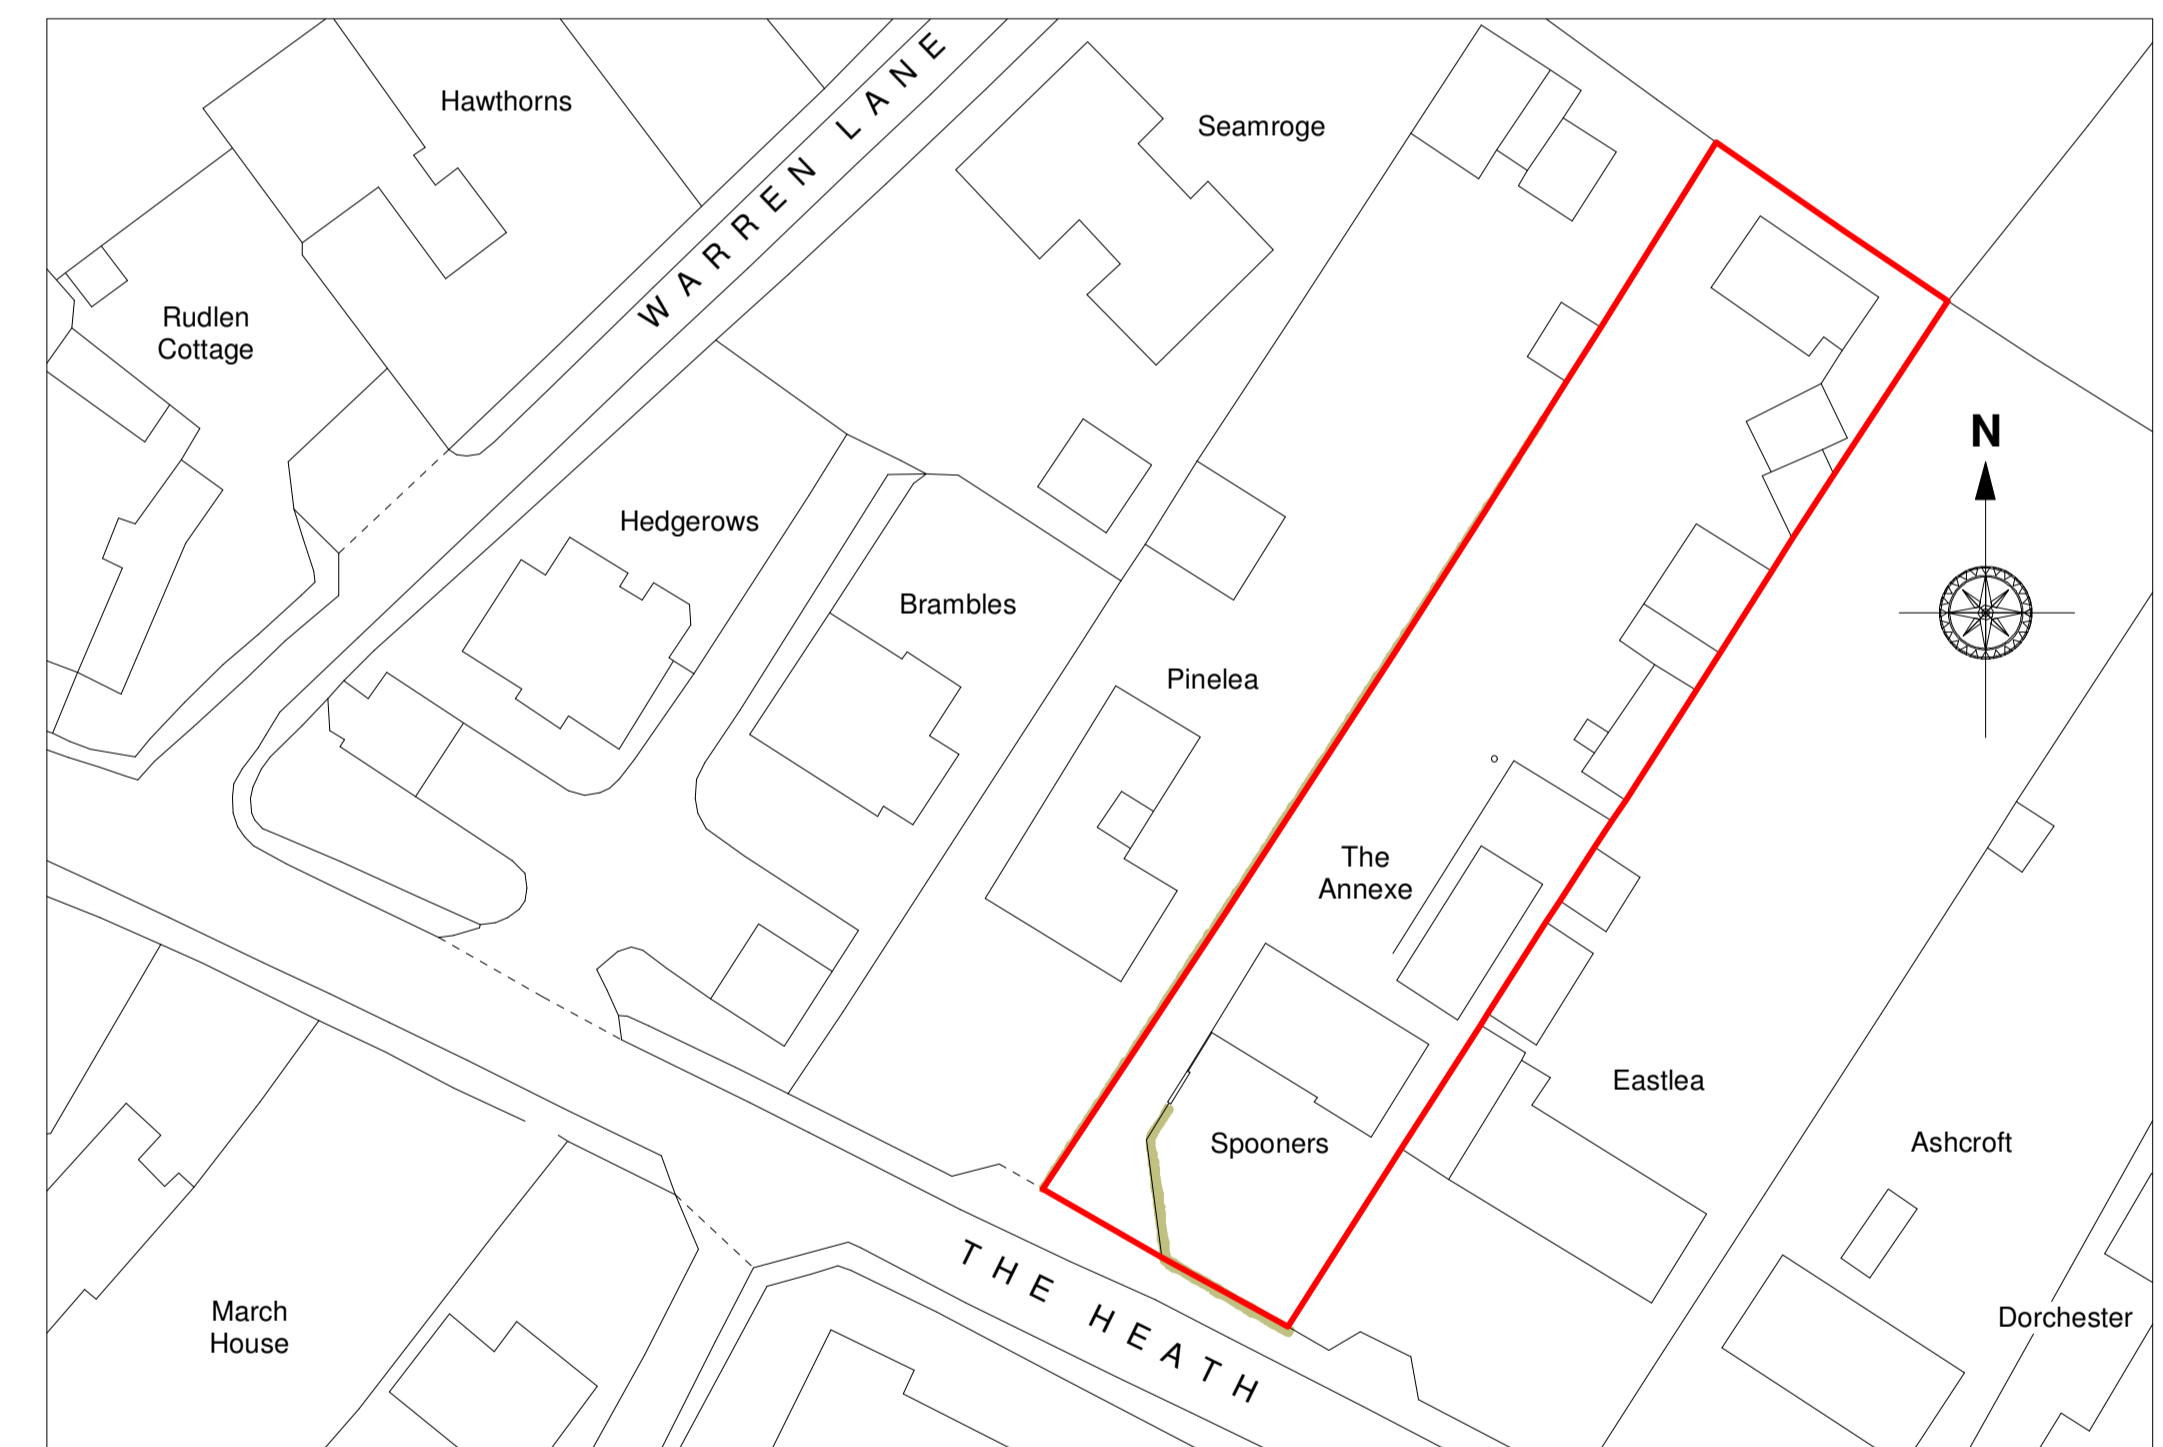 Hawthorns
WARREN LANE
Seamroge
Rudlen
Cottage
N
Hedgerows
Brambles
Pinelea
The
Annexe
Eastlea
Spooners
Ashcroft
THE HEATH
March
House
Dorchester